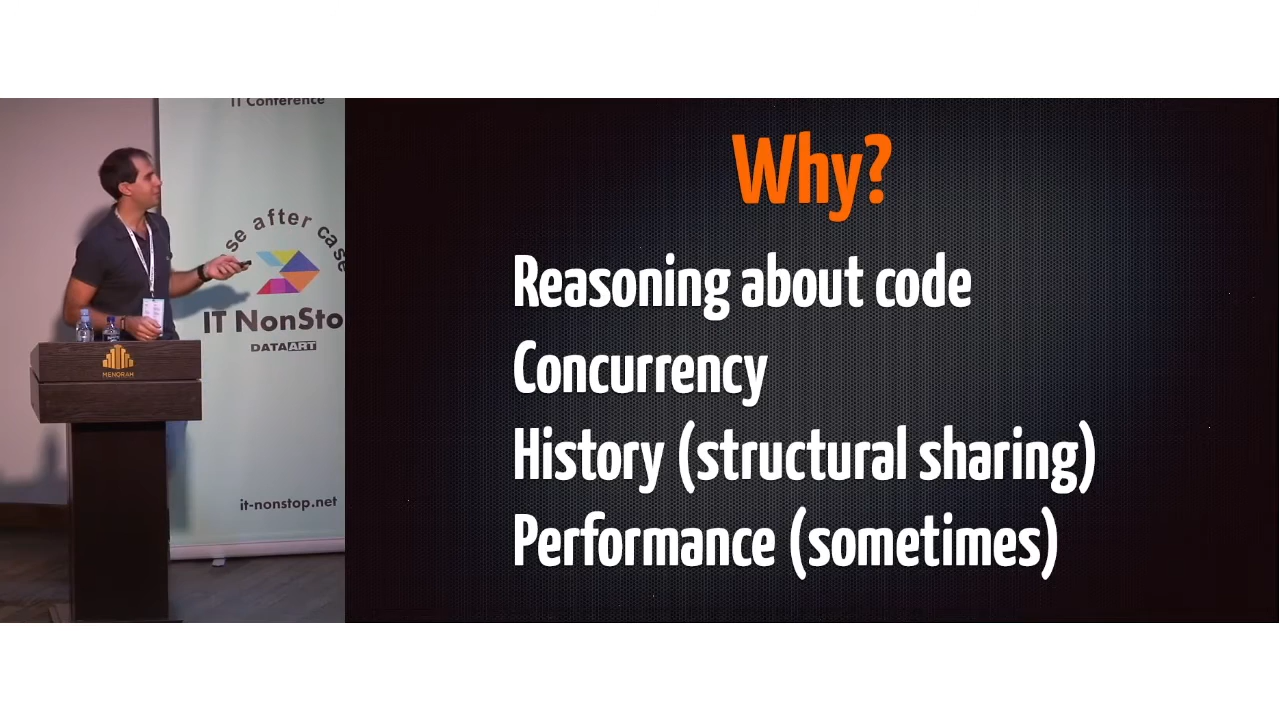 IT Conference
se after case
IT NonSto
DATAART
it-nonstop.net
MENORAH
Why?
Reasoning about code
Concurrency
History (structural sharing)
Performance (sometimes)